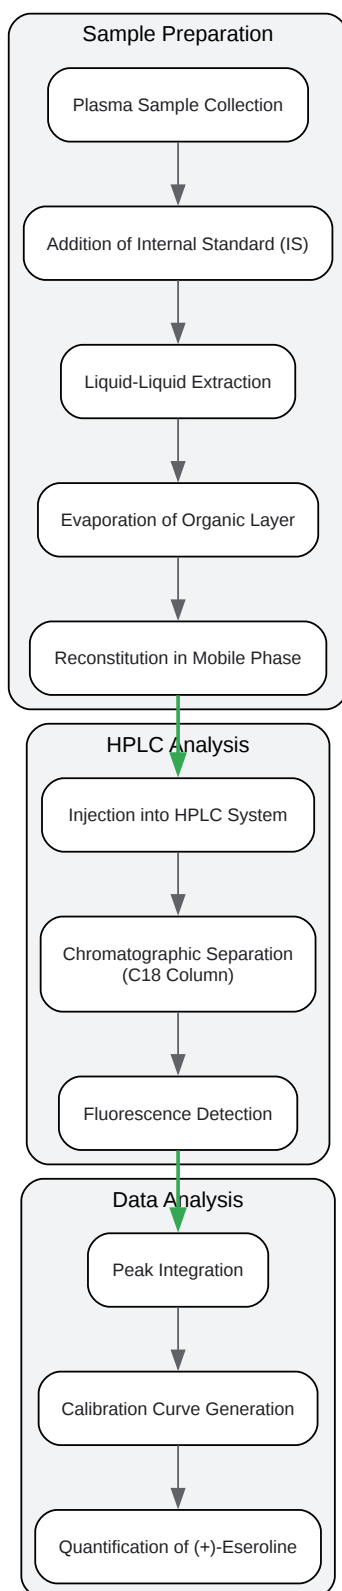 Sample Preparation
Plasma Sample Collection
Addition of Internal Standard (IS)
Liquid-Liquid Extraction
Evaporation of Organic Layer
Reconstitution in Mobile Phase
HPLC Analysis
Injection into HPLC System
Chromatographic Separation
(C18 Column)
Fluorescence Detection
Data Analysis
Peak Integration
Calibration Curve Generation
Quantification of (+)-Eseroline